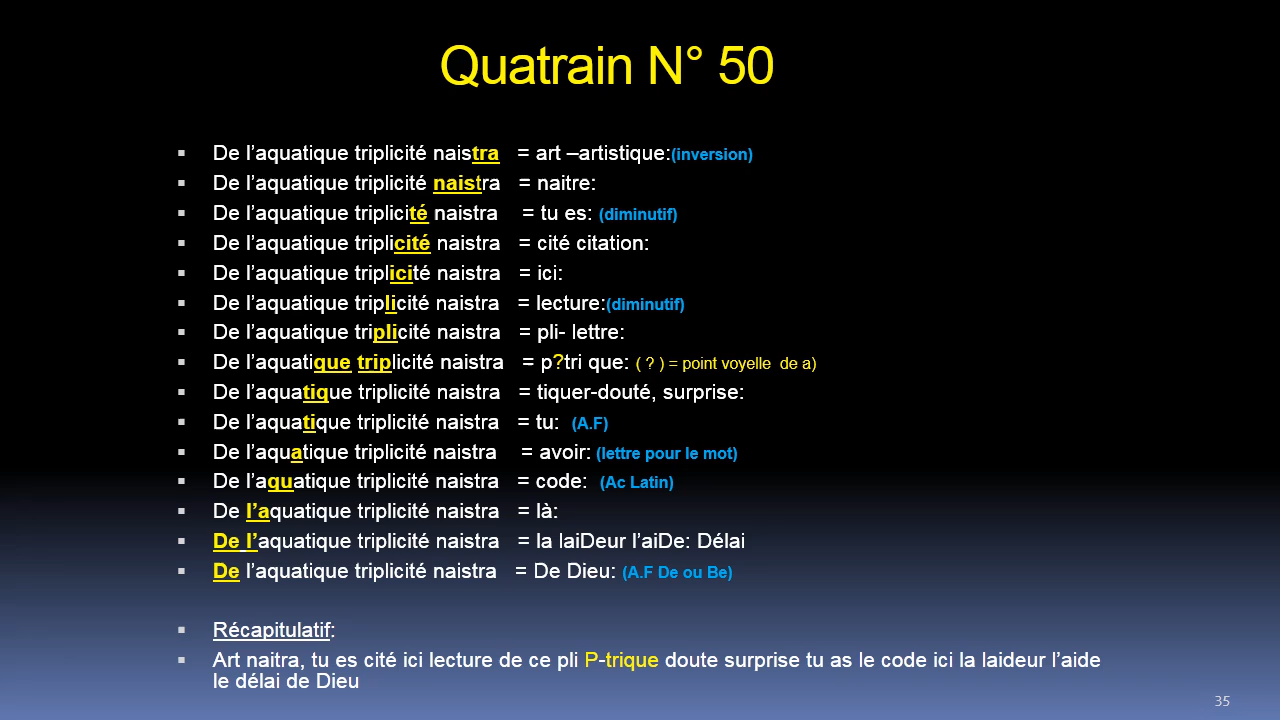 Quatrain N° 50
▪ De l’aquatique triplicité naistra = art –artistique:(inversion)
▪ De l’aquatique triplicité naistra = naitre:
▪ De l’aquatique triplicité naistra = tu es: (diminutif)
▪ De l’aquatique triplicité naistra = cité citation:
▪ De l’aquatique triplicité naistra = ici:
▪ De l’aquatique triplicité naistra = lecture:(diminutif)
▪ De l’aquatique triplicité naistra = pli- lettre:
▪ De l’aquatique triplicité naistra = p?tri que: ( ? ) = point voyelle de a)
▪ De l’aquatique triplicité naistra = tiquer-douté, surprise:
▪ De l’aquatique triplicité naistra = tu: (A.F)
▪ De l’aquatique triplicité naistra = avoir: (lettre pour le mot)
▪ De l’aquatique triplicité naistra = code: (Ac Latin)
▪ De l’aquatique triplicité naistra = là:
▪ De l’aquatique triplicité naistra = la laiDeur l’aiDe: Délai
▪ De l’aquatique triplicité naistra = De Dieu: (A.F De ou Be)
▪ Récapitulatif:
▪ Art naitra, tu es cité ici lecture de ce pli P-trique doute surprise tu as le code ici la laideur l’aide
le délai de Dieu
35